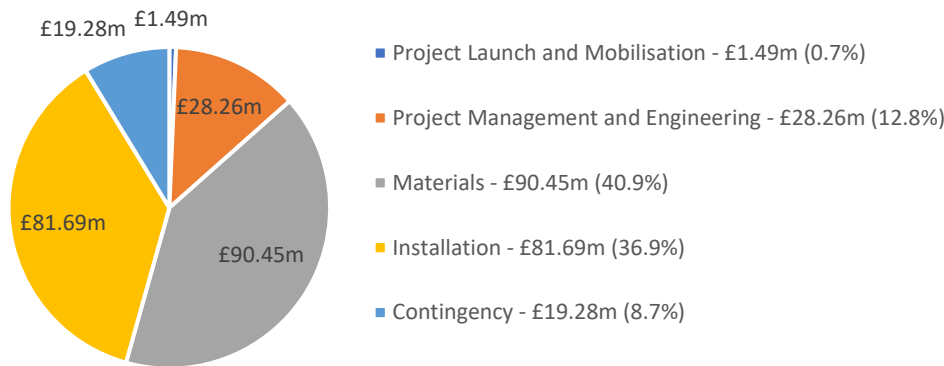 £19.28m
£1.49m
£28.26m
£90.45m
£81.69m
Project Launch and Mobilisation - £1.49m (0.7%)
Project Management and Engineering - £28.26m (12.8%)
Materials - £90.45m (40.9%)
Installation - £81.69m (36.9%)
Contingency - £19.28m (8.7%)